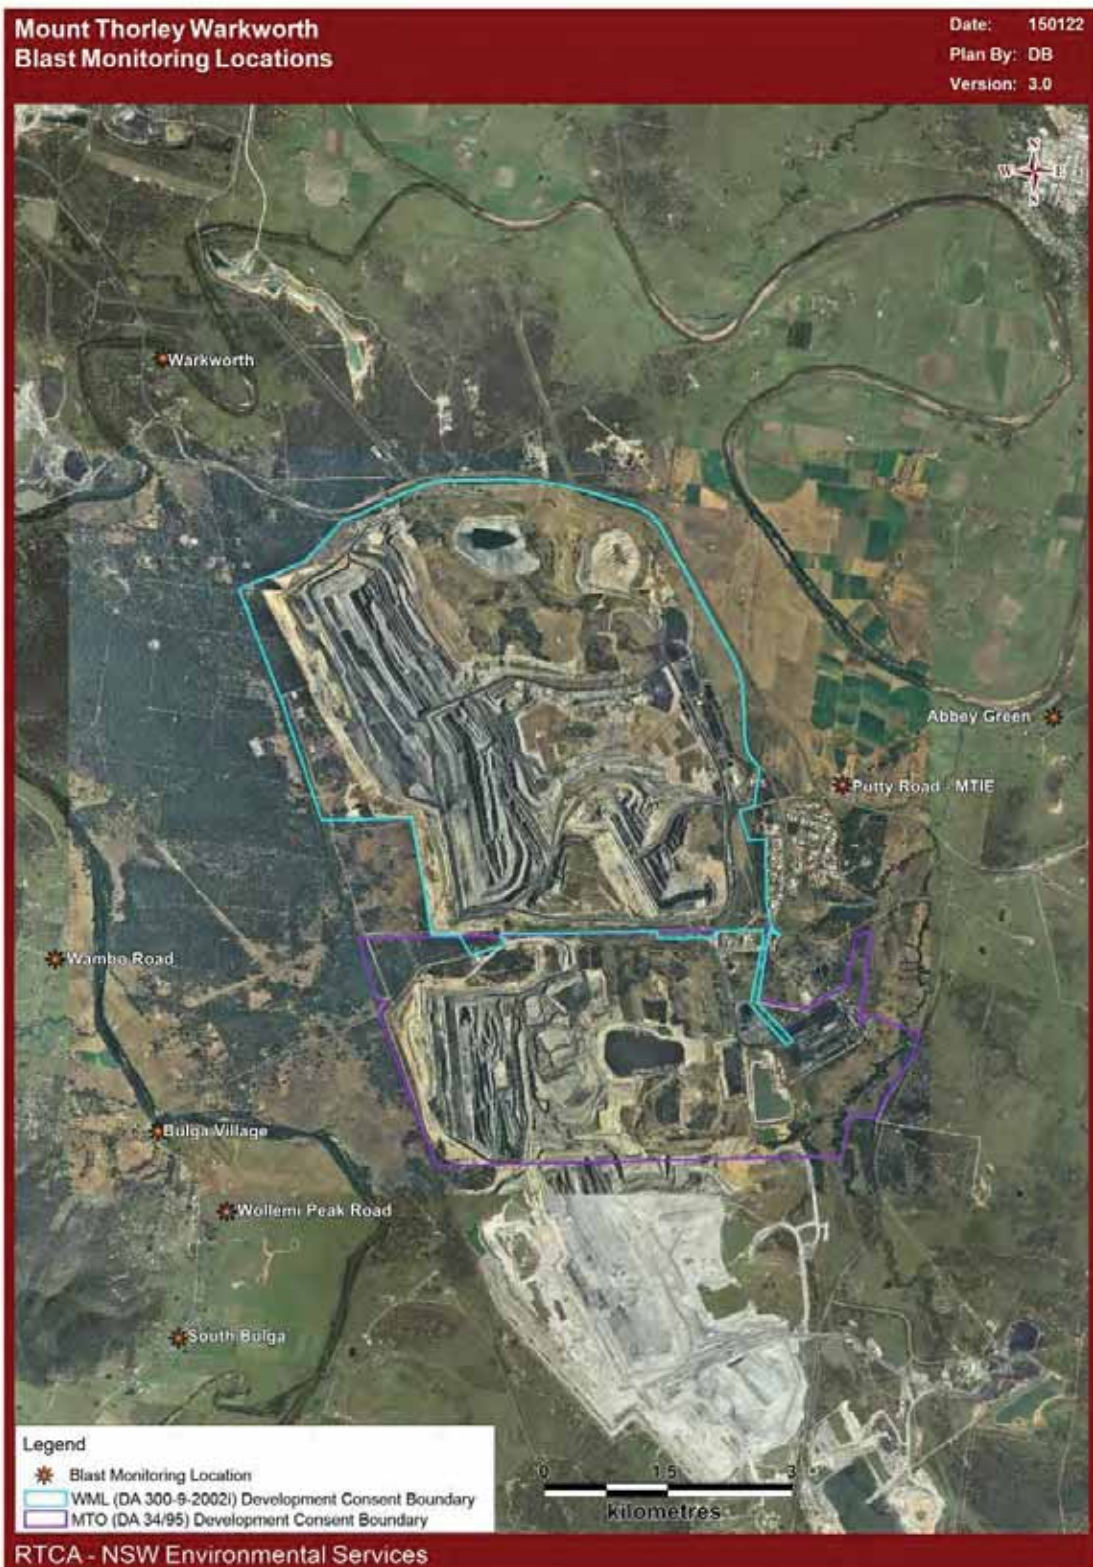 Mount Thorley Warkworth
Blast Monitoring Locations
Date: 150122
Plan By: DB
Version: 3.0
N
W E
S
Warkworth
Abbey Green
Putty Road - MTIE
Wambo Road
Bulga Village
Wollemi Peak Road
South Bulga
Legend
Blast Monitoring Location
WML (DA 300-9-2002i) Development Consent Boundary
MTO (DA 34/95) Development Consent Boundary
0 1.5 3
kilometres
RTCA - NSW Environmental Services